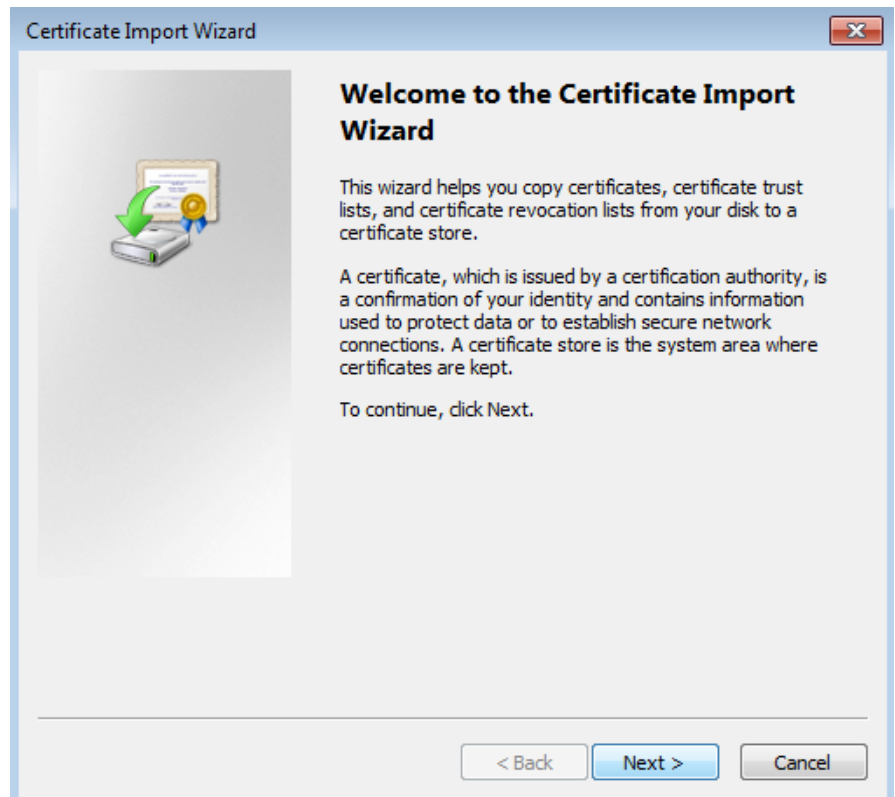 Certificate Import Wizard
Welcome to the Certificate Import
Wizard
This wizard helps you copy certificates, certificate trust
lists, and certificate revocation lists from your disk to a
certificate store.
A certificate, which is issued by a certification authority, is
a confirmation of your identity and contains information
used to protect data or to establish secure network
connections. A certificate store is the system area where
certificates are kept.
To continue, click Next.
< Back
Next >
Cancel